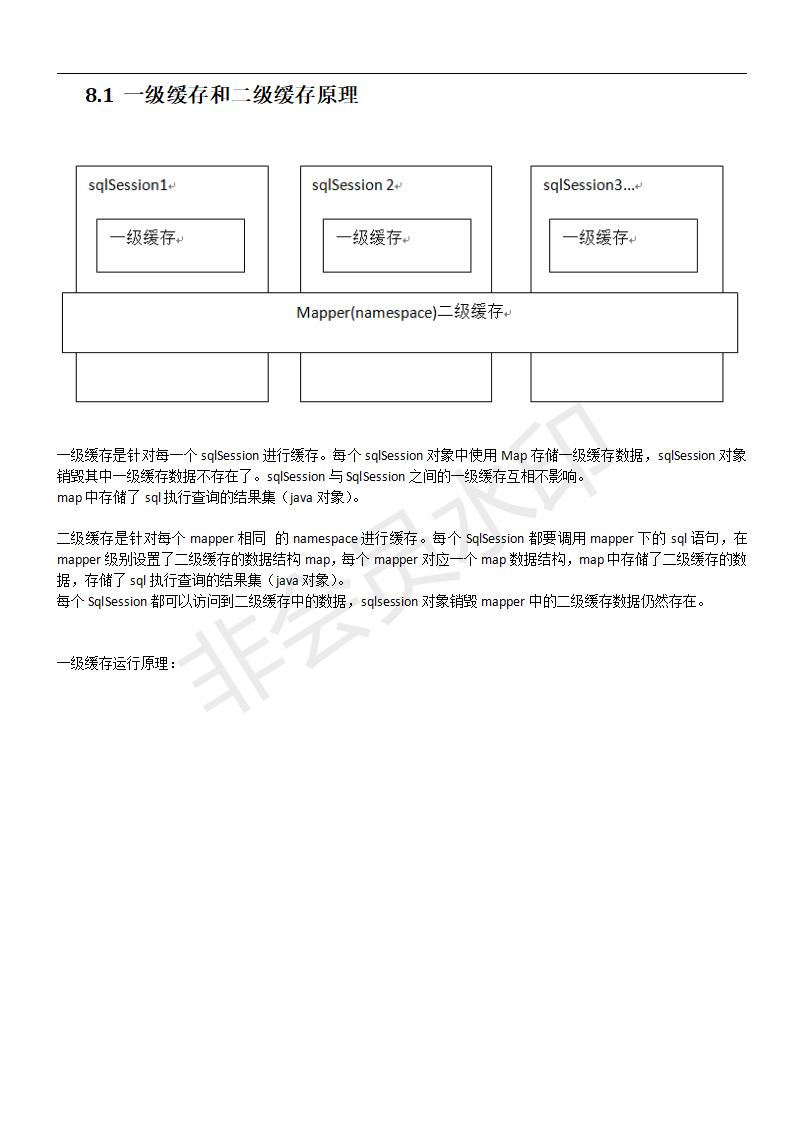 8.1 一级缓存和二级缓存原理
sqlSession1
sqlSession 2
sqlSession3...
一级缓存
一级缓存
一级缓存
Mapper(namespace)二级缓存
一级缓存是针对每一个 sqlSession 进行缓存。每个 sqlSession 对象中使用 Map 存储一级缓存数据，sqlSession 对象
销毁其中一级缓存数据不存在了。sqlSession 与 SqlSession 之间的一级缓存互相不影响。
map 中存储了 sql 执行查询的结果集（java 对象）。
二级缓存是针对每个 mapper 相同 的 namespace 进行缓存。每个 SqlSession 都要调用 mapper 下的 sql 语句，在
mapper 级别设置了二级缓存的数据结构 map，每个 mapper 对应一个 map 数据结构，map 中存储了二级缓存的数
据，存储了 sql 执行查询的结果集（java 对象）。
每个 SqlSession 都可以访问到二级缓存中的数据，sqlsession 对象销毁 mapper 中的二级缓存数据仍然存在。
一级缓存运行原理：
非会员水印